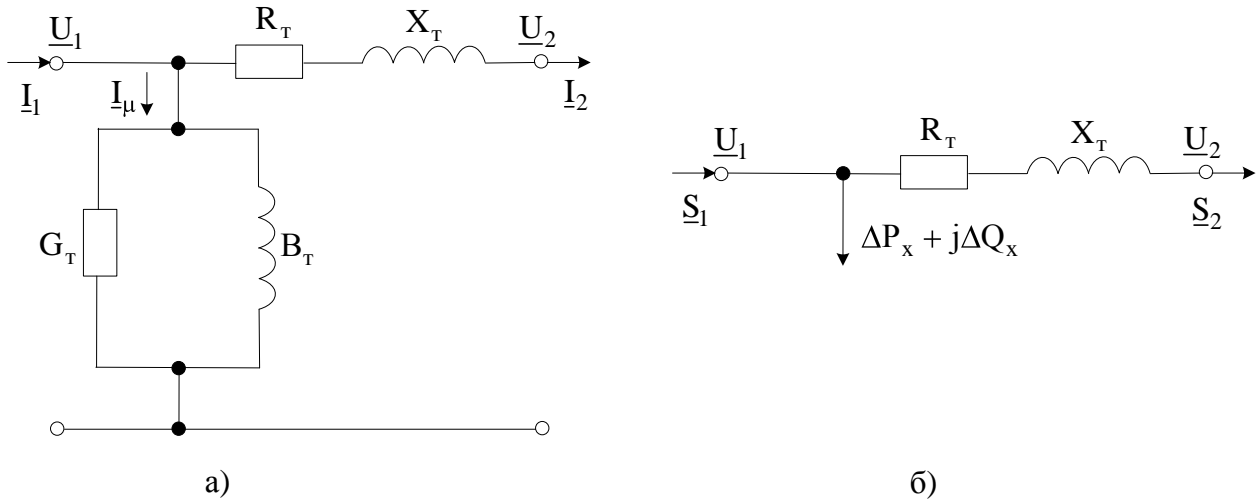 U₁
Rт
Xт
U₂
I₁
Iμ
I₂
Gт
Bт
а)
U₁
Rт
Xт
U₂
S₁
ΔPₓ + jΔQₓ
S₂
б)